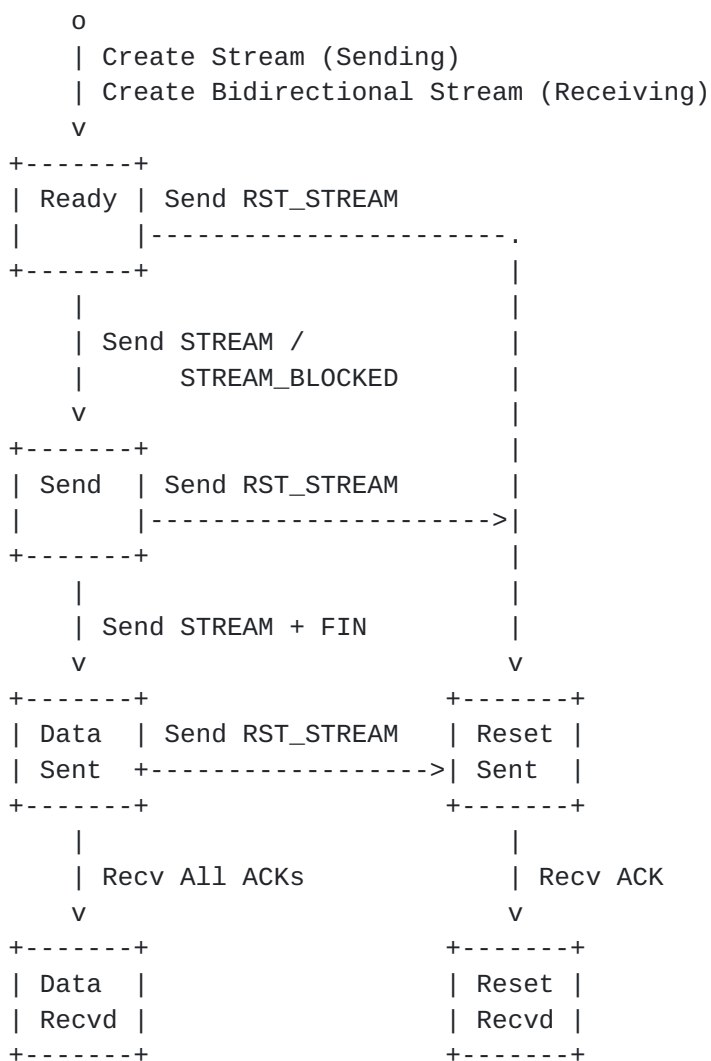 o
| Create Stream (Sending)
| Create Bidirectional Stream (Receiving)
v
+-------+
| Ready | Send RST_STREAM
|       |-----------------------.
+-------+                       |
    |                           |
    | Send STREAM /             |
    |      STREAM_BLOCKED       |
    v                           |
+-------+                       |
| Send  | Send RST_STREAM       |
|       |---------------------->|
+-------+                       |
    |                           |
    | Send STREAM + FIN         |
    v                           v
+-------+                   +-------+
| Data  | Send RST_STREAM   | Reset |
| Sent  +------------------>| Sent  |
+-------+                   +-------+
    |                           |
    | Recv All ACKs             | Recv ACK
    v                           v
+-------+                   +-------+
| Data  |                   | Reset |
| Recvd |                   | Recvd |
+-------+                   +-------+